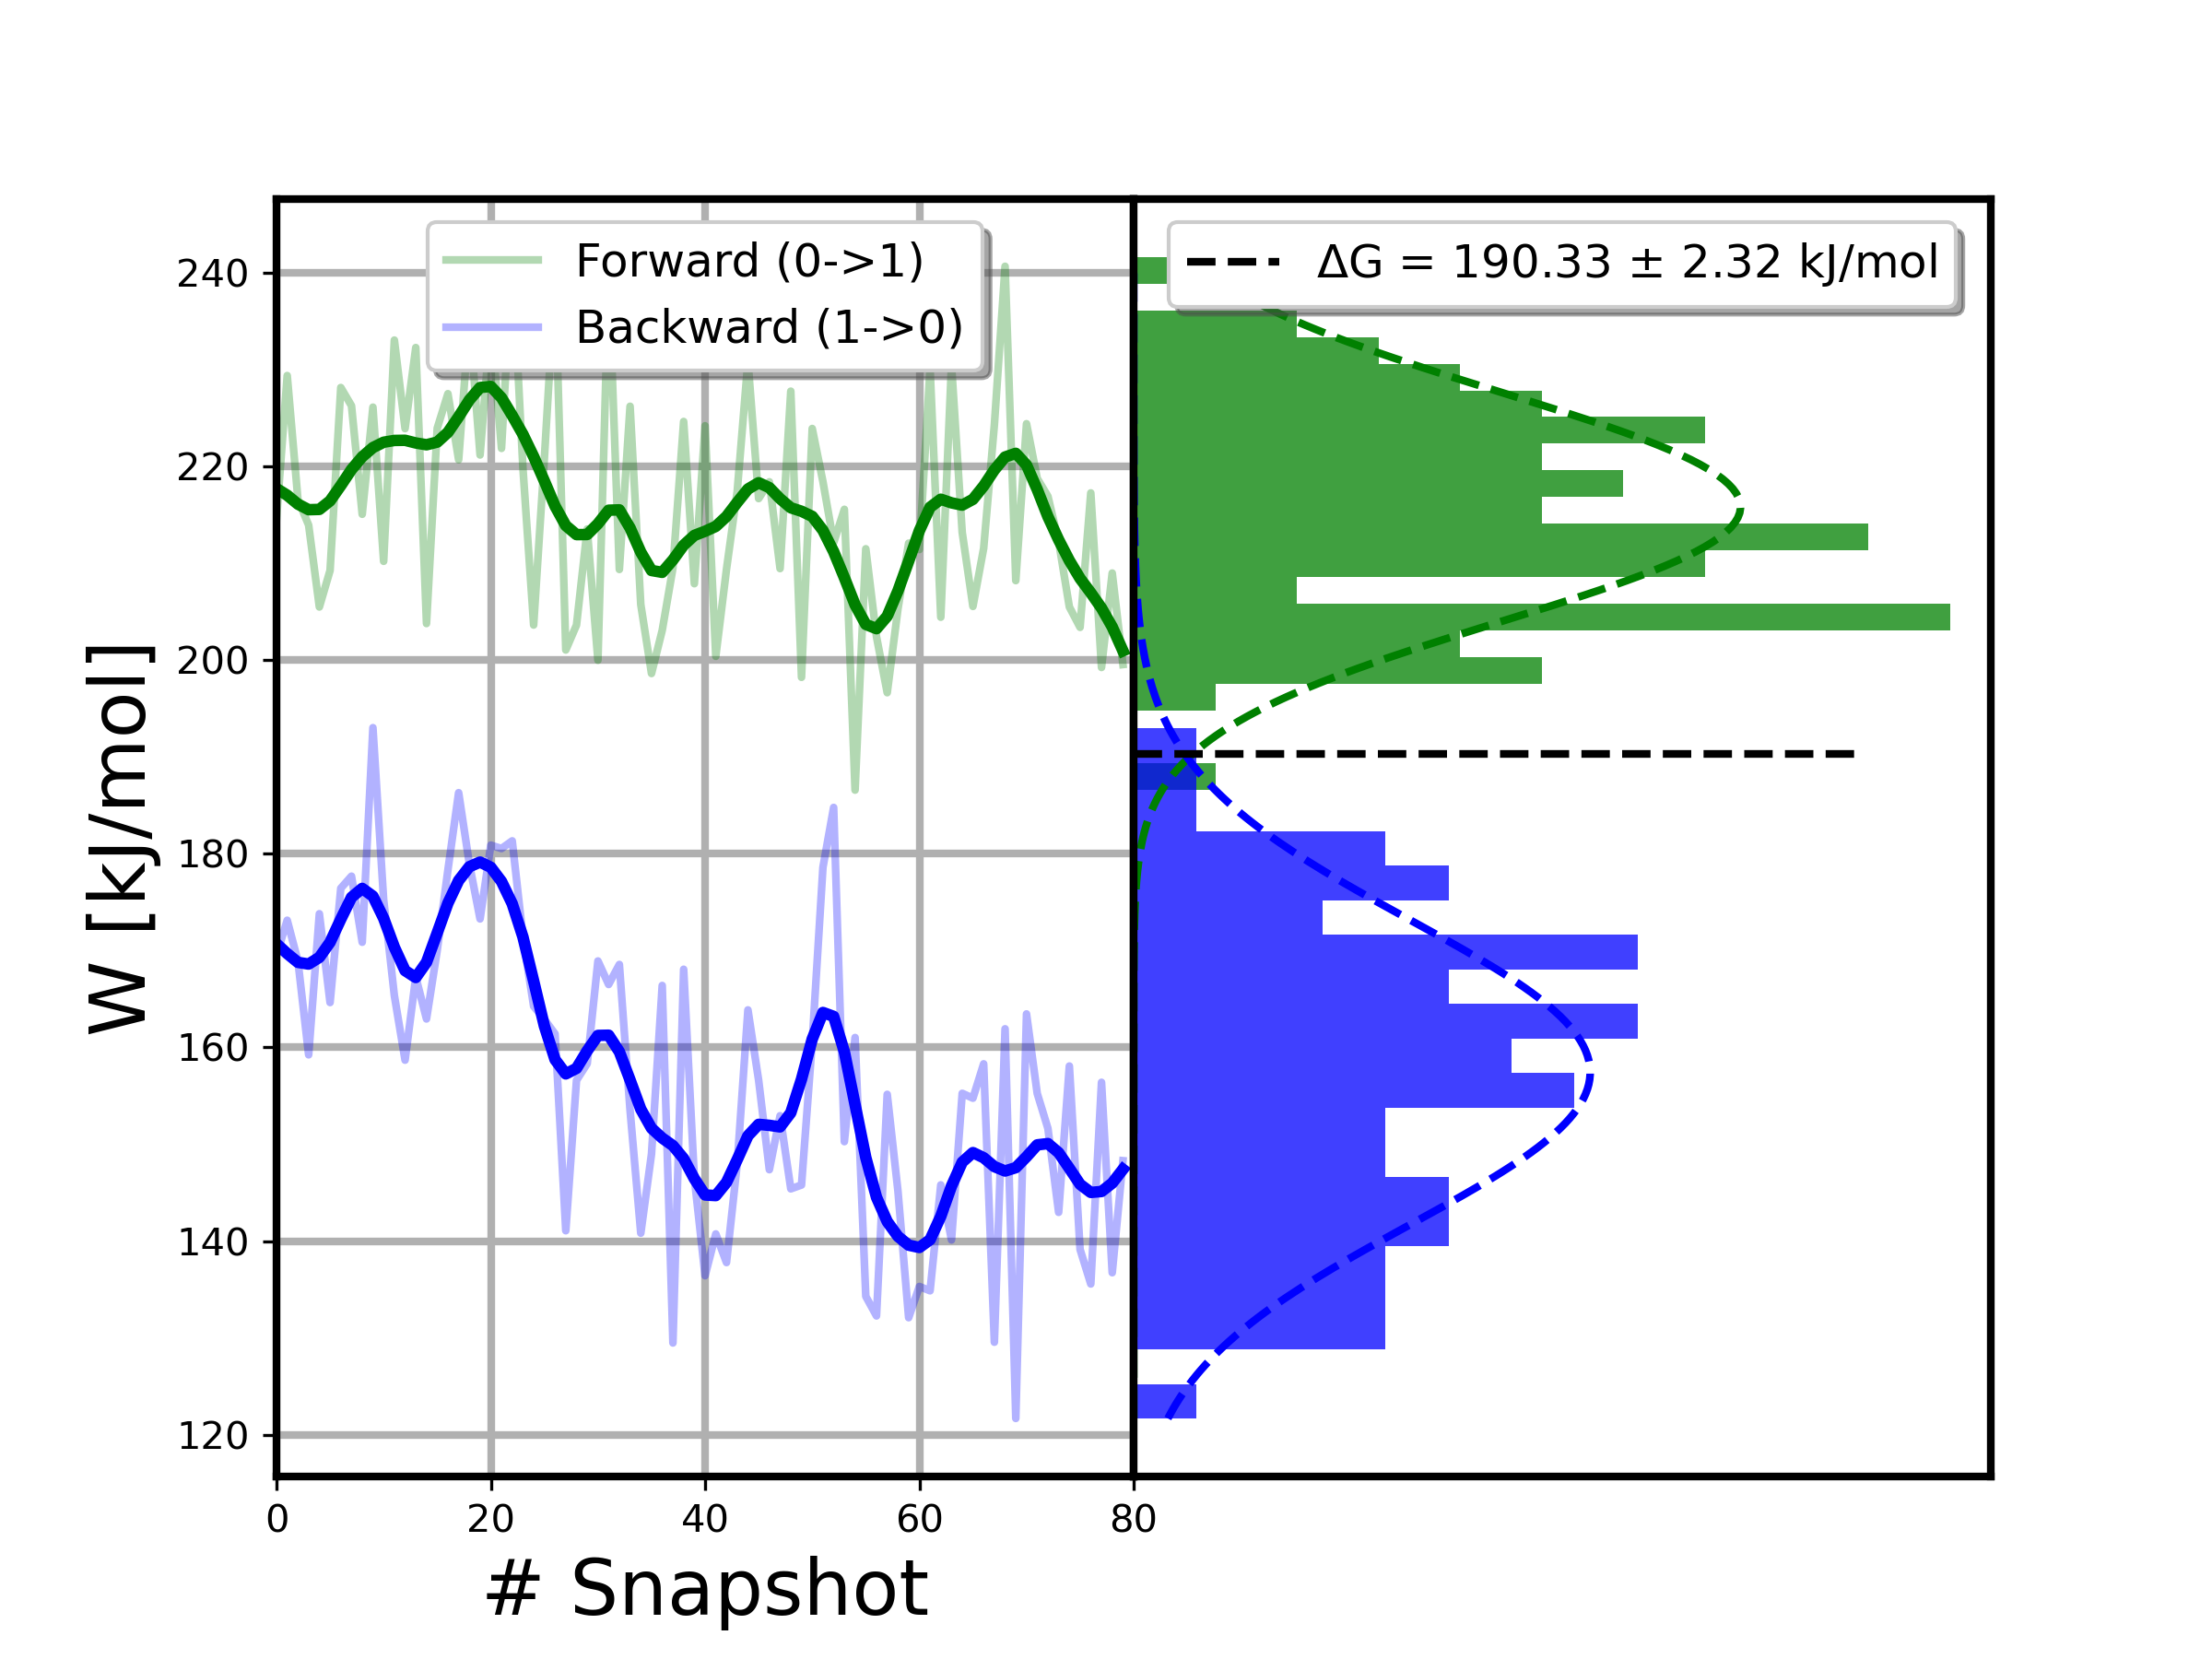 Forward (0->1)
Backward (1->0)
ΔG = 190.33 ± 2.32 kJ/mol
W [kJ/mol]
240
220
200
180
160
140
120
0 20 40 60 80
# Snapshot